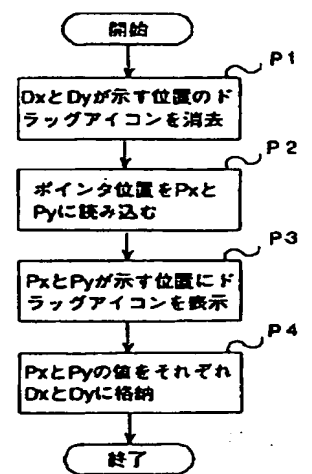 開始
P1
DxとDyが示す位置のド
ラッグアイコンを消去
P2
ポインタ位置をPxと
Pyに読み込む
P3
PxとPyが示す位置にド
ラッグアイコンを表示
P4
PxとPyの値をそれぞれ
DxとDyに格納
終了